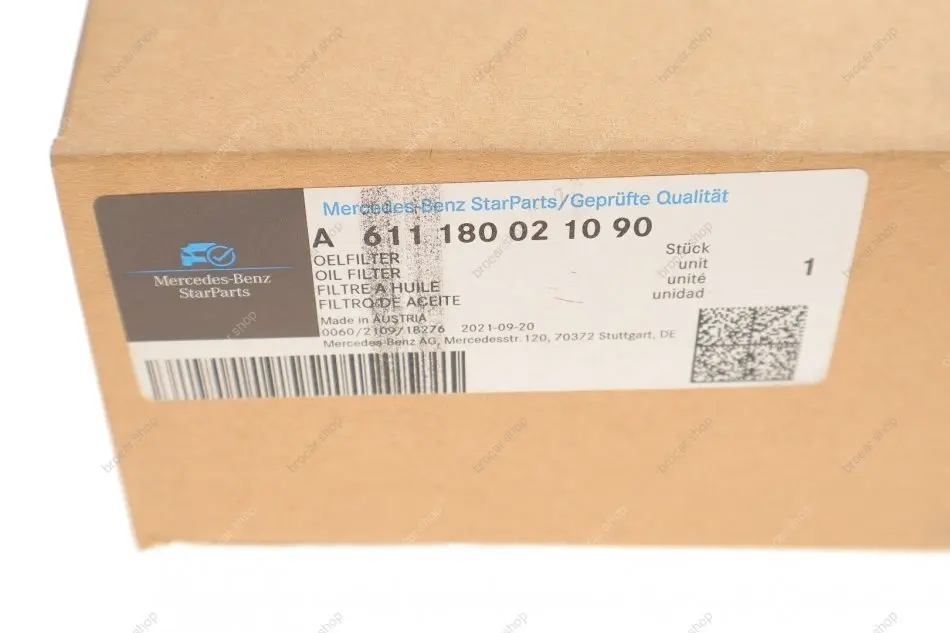 Mercedes-Benz StarParts/Geprüfte Qualität
A 611 180 02 10 90
OELFILTER
OIL FILTER
FILTRE A HUILE
FILTRO DE ACEITE
Stück
unit
unité
unidad
1
Made in AUSTRIA
0060/2109/18276 2021-09-20
Mercedes-Benz AG, Mercedesstr.120, 70372 Stuttgart, DE
Mercedes-Benz
StarParts
brocar.shop